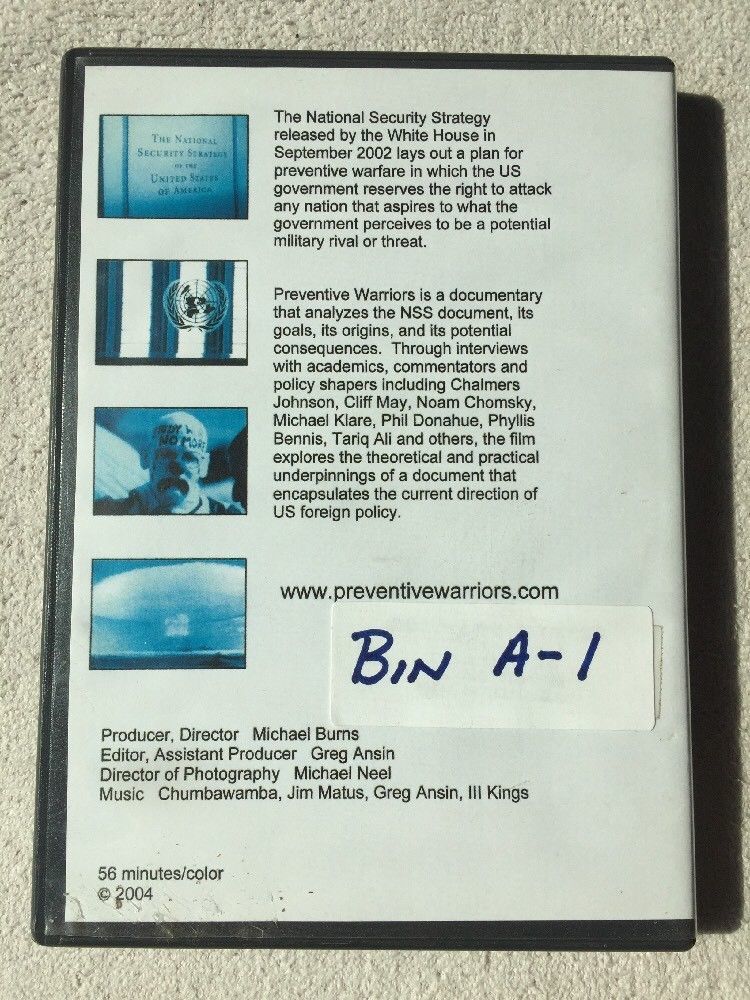 THE NATIONAL
SECURITY STRATEGY
OF THE
UNITED STATES
OF AMERICA
The National Security Strategy
released by the White House in
September 2002 lays out a plan for
preventive warfare in which the US
government reserves the right to attack
any nation that aspires to what the
government perceives to be a potential
military rival or threat.
Preventive Warriors is a documentary
that analyzes the NSS document, its
goals, its origins, and its potential
consequences. Through interviews
with academics, commentators and
policy shapers including Chalmers
Johnson, Cliff May, Noam Chomsky,
Michael Klare, Phil Donahue, Phyllis
Bennis, Tariq Ali and others, the film
explores the theoretical and practical
underpinnings of a document that
encapsulates the current direction of
US foreign policy.
NO MORE
www.preventivewarriors.com
BIN A-1
Producer, Director Michael Burns
Editor, Assistant Producer Greg Ansin
Director of Photography Michael Neel
Music Chumbawamba, Jim Matus, Greg Ansin, III Kings
56 minutes/color
© 2004